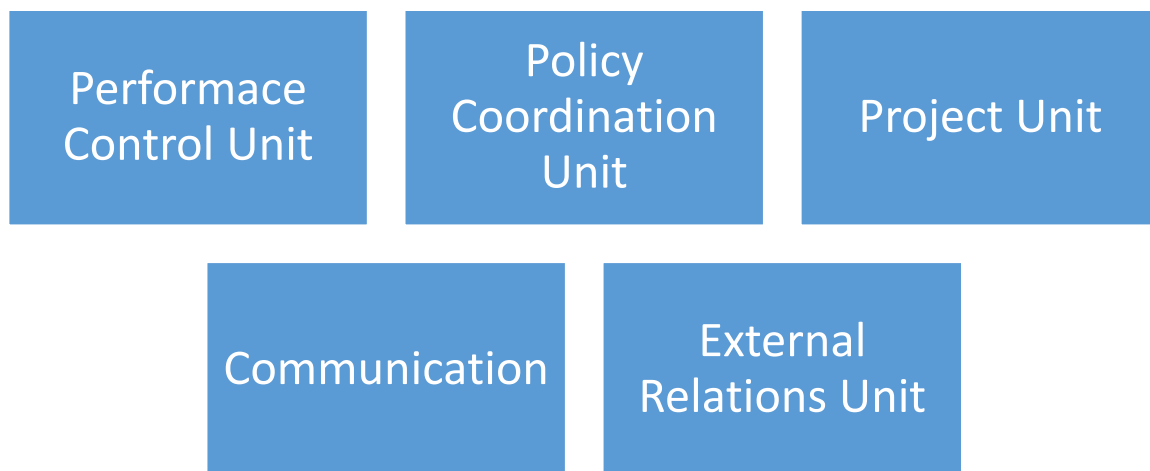 Performace
Control Unit
Policy
Coordination
Unit
Project Unit
Communication
External
Relations Unit